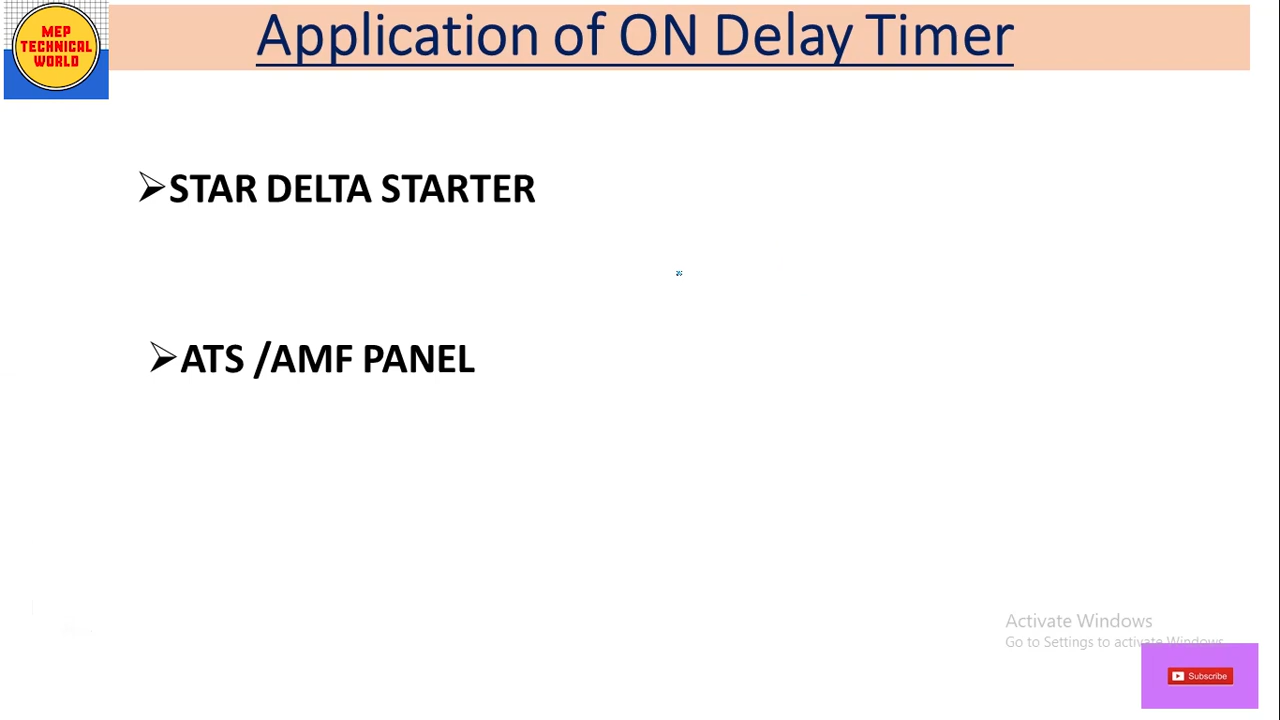 MEP
TECHNICAL
WORLD
Application of ON Delay Timer
➢STAR DELTA STARTER
➢ATS /AMF PANEL
Activate Windows
Go to Settings to activate Windows.
Subscribe